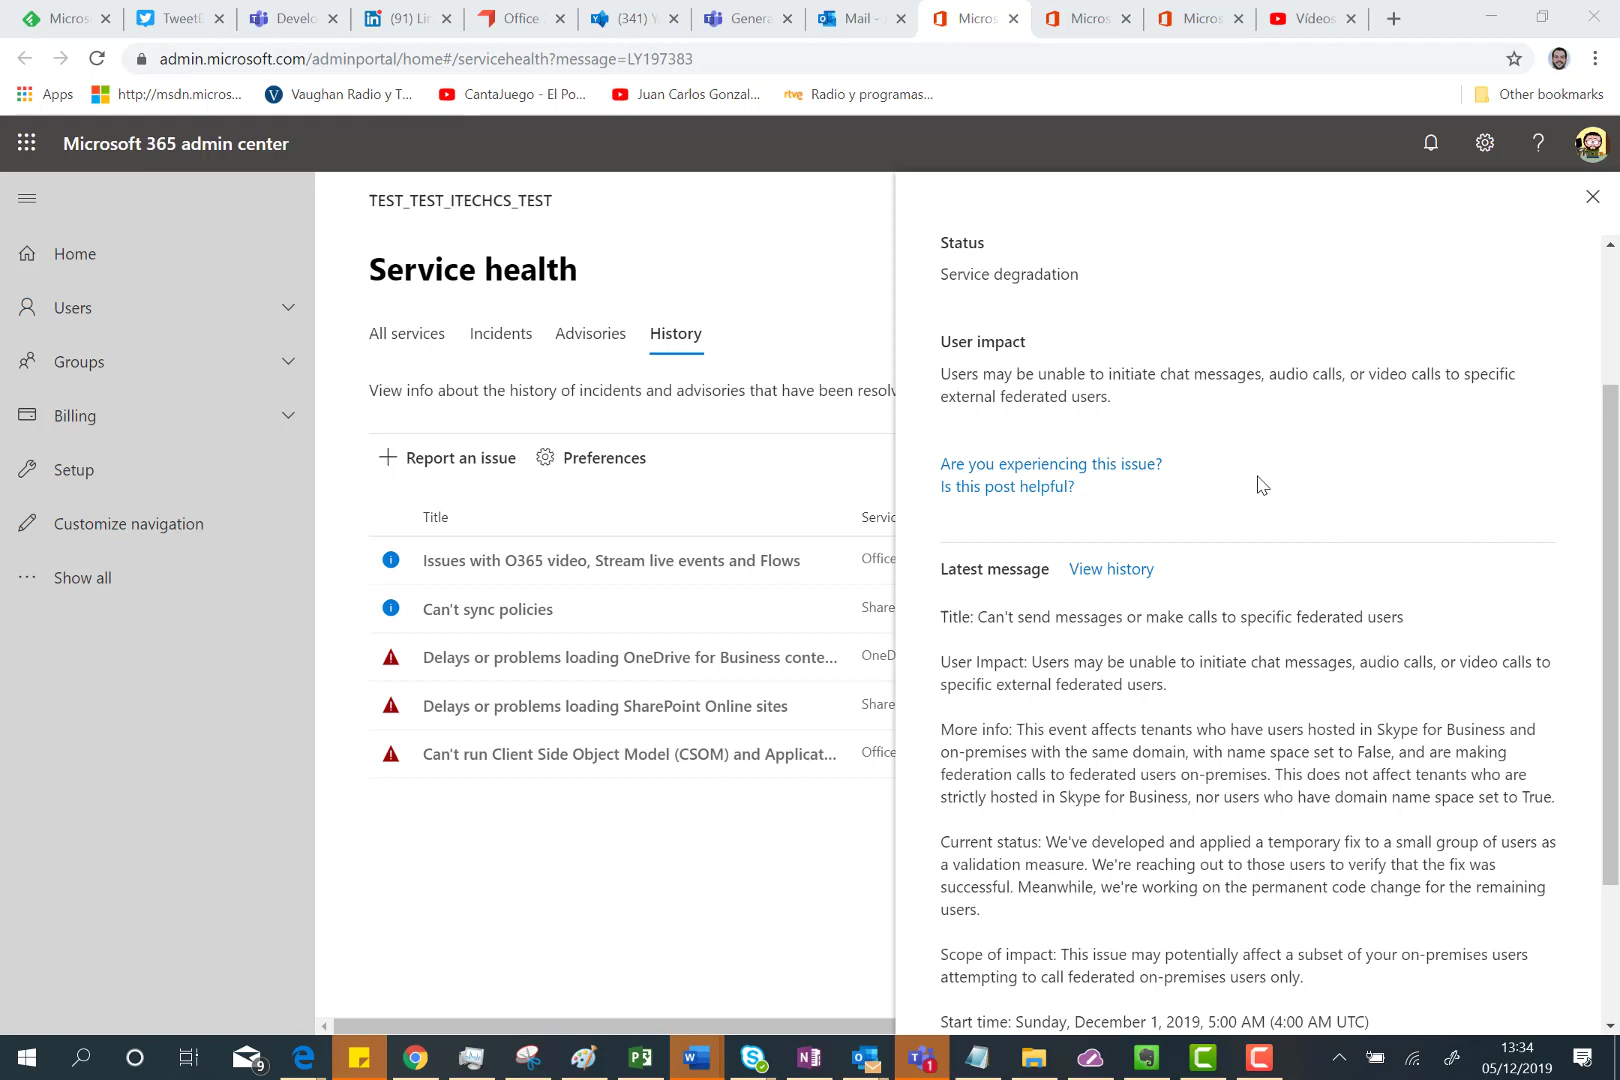 Micros
TweetD
Develo
(91) Lin
Office
(341) Y
Genera
Mail -
Micros
Micros
Micros
Vídeos
admin.microsoft.com/adminportal/home#/servicehealth?message=LY197383
Apps
http://msdn.micros...
Vaughan Radio y T...
CantaJuego - El Po...
Juan Carlos Gonzal...
rtve
Radio y programas...
Other bookmarks
Microsoft 365 admin center
Home
Users
Groups
Billing
Setup
Customize navigation
Show all
TEST_TEST_ITECHCS_TEST
Service health
All services
Incidents
Advisories
History
View info about the history of incidents and advisories that have been resolv
Report an issue
Preferences
Title
Servic
Issues with O365 video, Stream live events and Flows
Office
Can't sync policies
Share
Delays or problems loading OneDrive for Business conte...
OneD
Delays or problems loading SharePoint Online sites
Share
Can't run Client Side Object Model (CSOM) and Applicat...
Office
Status
Service degradation
User impact
Users may be unable to initiate chat messages, audio calls, or video calls to specific
external federated users.
Are you experiencing this issue?
Is this post helpful?
Latest message
View history
Title: Can't send messages or make calls to specific federated users
User Impact: Users may be unable to initiate chat messages, audio calls, or video calls to
specific external federated users.
More info: This event affects tenants who have users hosted in Skype for Business and
on-premises with the same domain, with name space set to False, and are making
federation calls to federated users on-premises. This does not affect tenants who are
strictly hosted in Skype for Business, nor users who have domain name space set to True.
Current status: We've developed and applied a temporary fix to a small group of users as
a validation measure. We're reaching out to those users to verify that the fix was
successful. Meanwhile, we're working on the permanent code change for the remaining
users.
Scope of impact: This issue may potentially affect a subset of your on-premises users
attempting to call federated on-premises users only.
Start time: Sunday, December 1, 2019, 5:00 AM (4:00 AM UTC)
9
1
13:34
05/12/2019